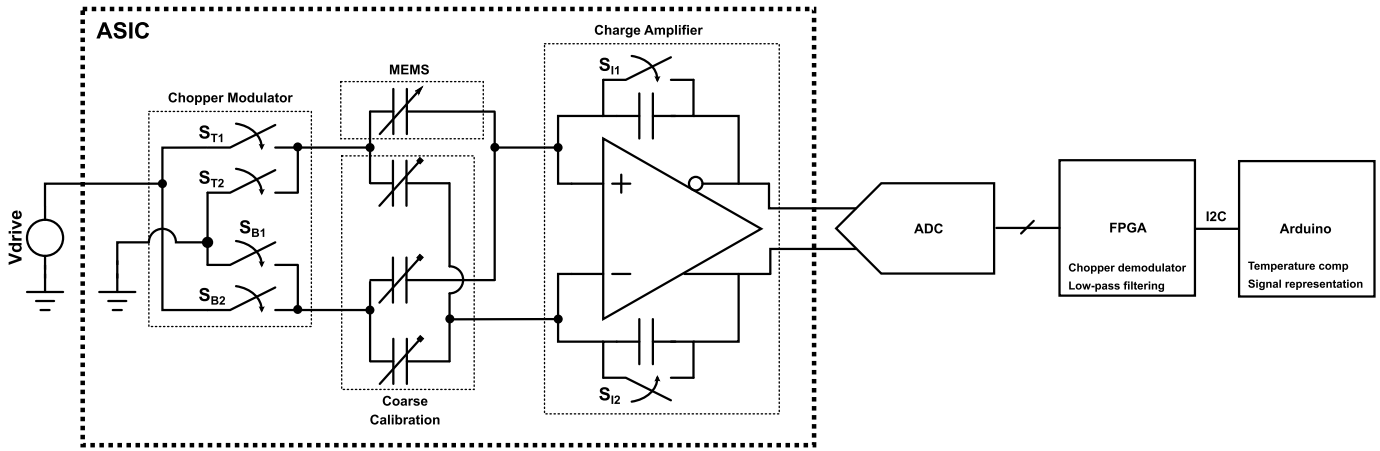 ASIC
Charge Amplifier
MEMS
Chopper Modulator
S_I1
S_T1
S_T2
S_B1
S_B2
Vdrive
+
−
ADC
FPGA
Chopper demodulator
Low-pass filtering
I2C
Arduino
Temperature comp
Signal representation
S_I2
Coarse
Calibration